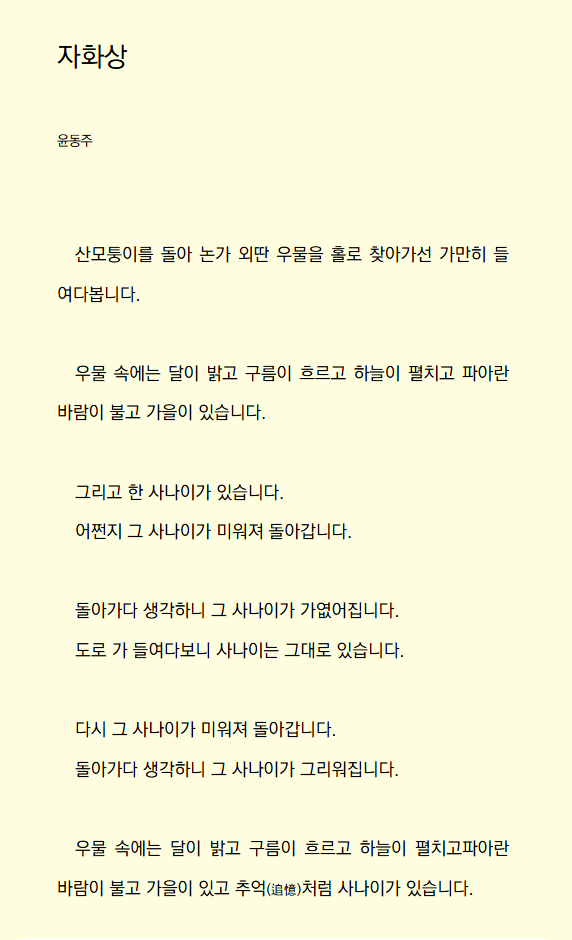 자화상
윤동주
산모퉁이를 돌아 논가 외딴 우물을 홀로 찾아가선 가만히 들
여다봅니다.
우물 속에는 달이 밝고 구름이 흐르고 하늘이 펼치고 파아란
바람이 불고 가을이 있습니다.
그리고 한 사나이가 있습니다.
어쩐지 그 사나이가 미워져 돌아갑니다.
돌아가다 생각하니 그 사나이가 가엾어집니다.
도로 가 들여다보니 사나이는 그대로 있습니다.
다시 그 사나이가 미워져 돌아갑니다.
돌아가다 생각하니 그 사나이가 그리워집니다.
우물 속에는 달이 밝고 구름이 흐르고 하늘이 펼치고파아란
바람이 불고 가을이 있고 추억(追憶)처럼 사나이가 있습니다.